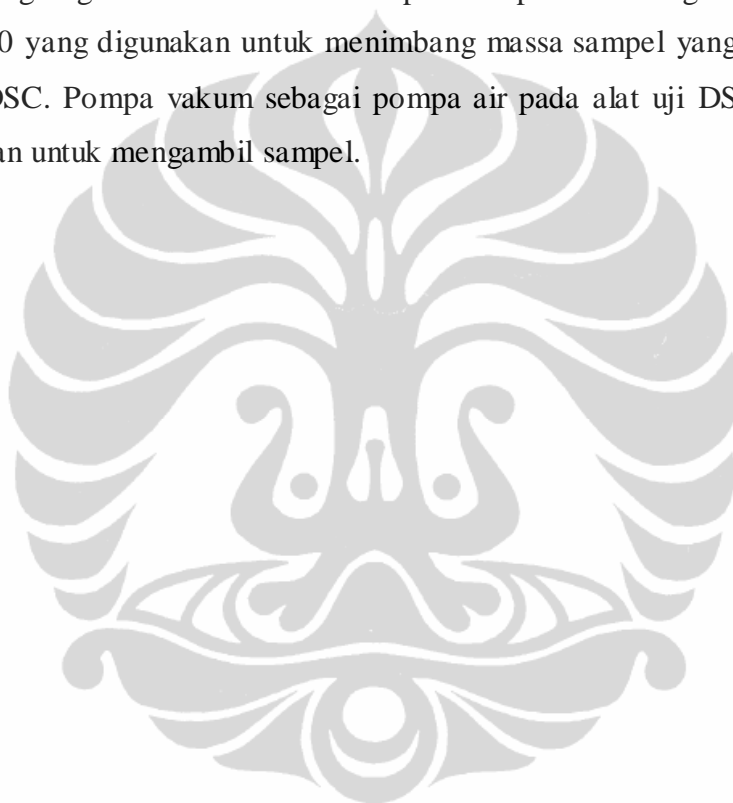 0 yang digunakan untuk menimbang massa sampel yang
DSC. Pompa vakum sebagai pompa air pada alat uji DS
an untuk mengambil sampel.